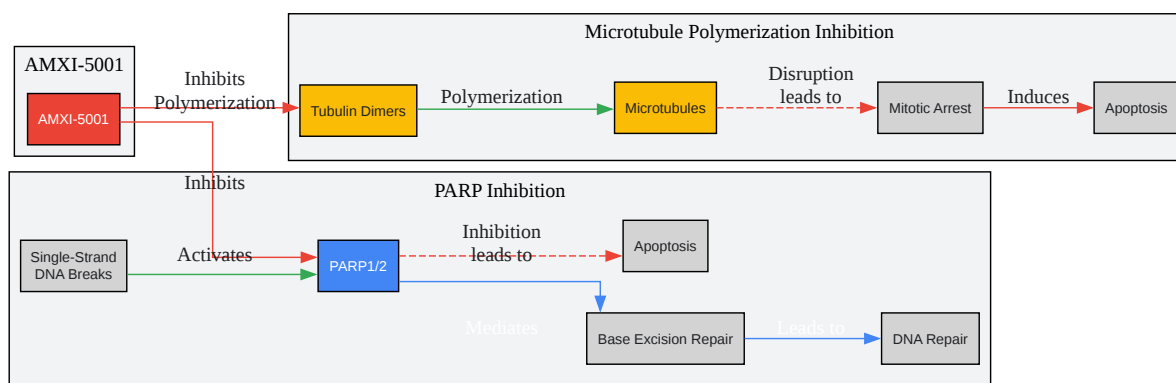 Microtubule Polymerization Inhibition
AMXI-5001
AMXI-5001
Inhibits
Polymerization
Tubulin Dimers
Polymerization
Microtubules
Disruption
leads to
Mitotic Arrest
Induces
Apoptosis
Inhibits
PARP Inhibition
Single-Strand
DNA Breaks
Activates
PARP1/2
Inhibition
leads to
Apoptosis
Mediates
Base Excision Repair
Leads to
DNA Repair